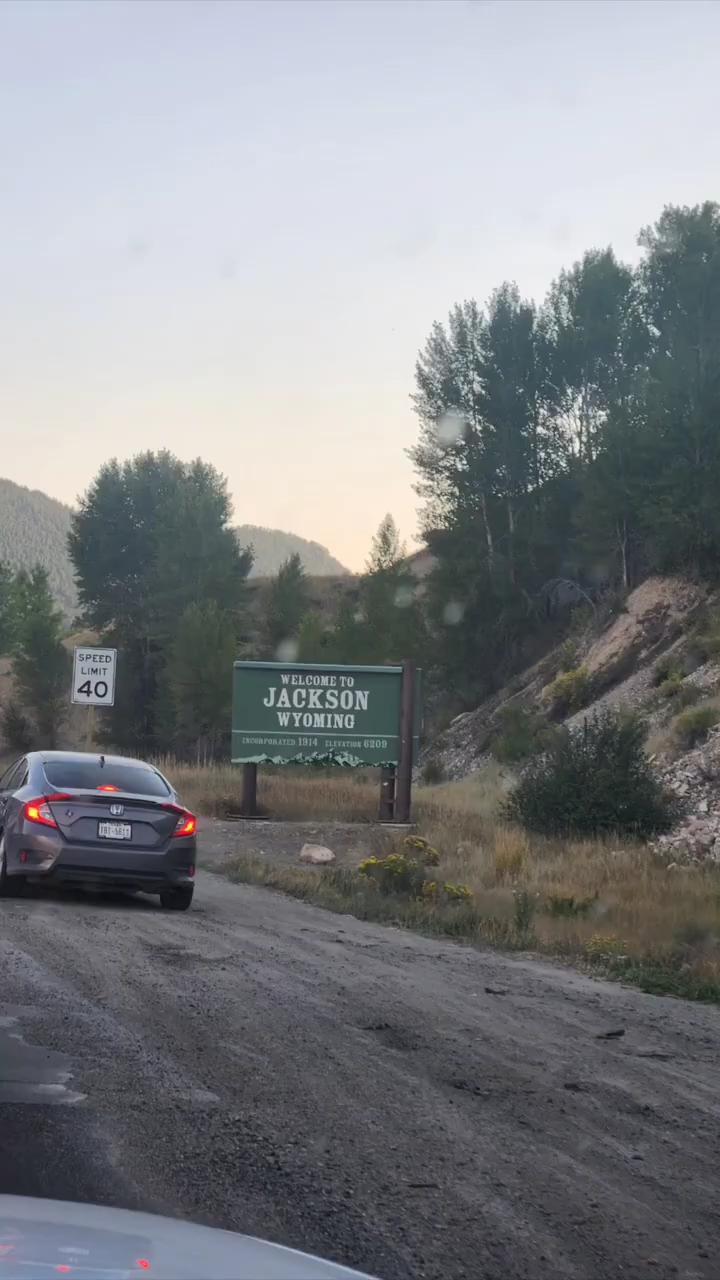 SPEED
LIMIT
40
WELCOME TO
JACKSON
WYOMING
INCORPORATED 1914 ELEVATION 6209